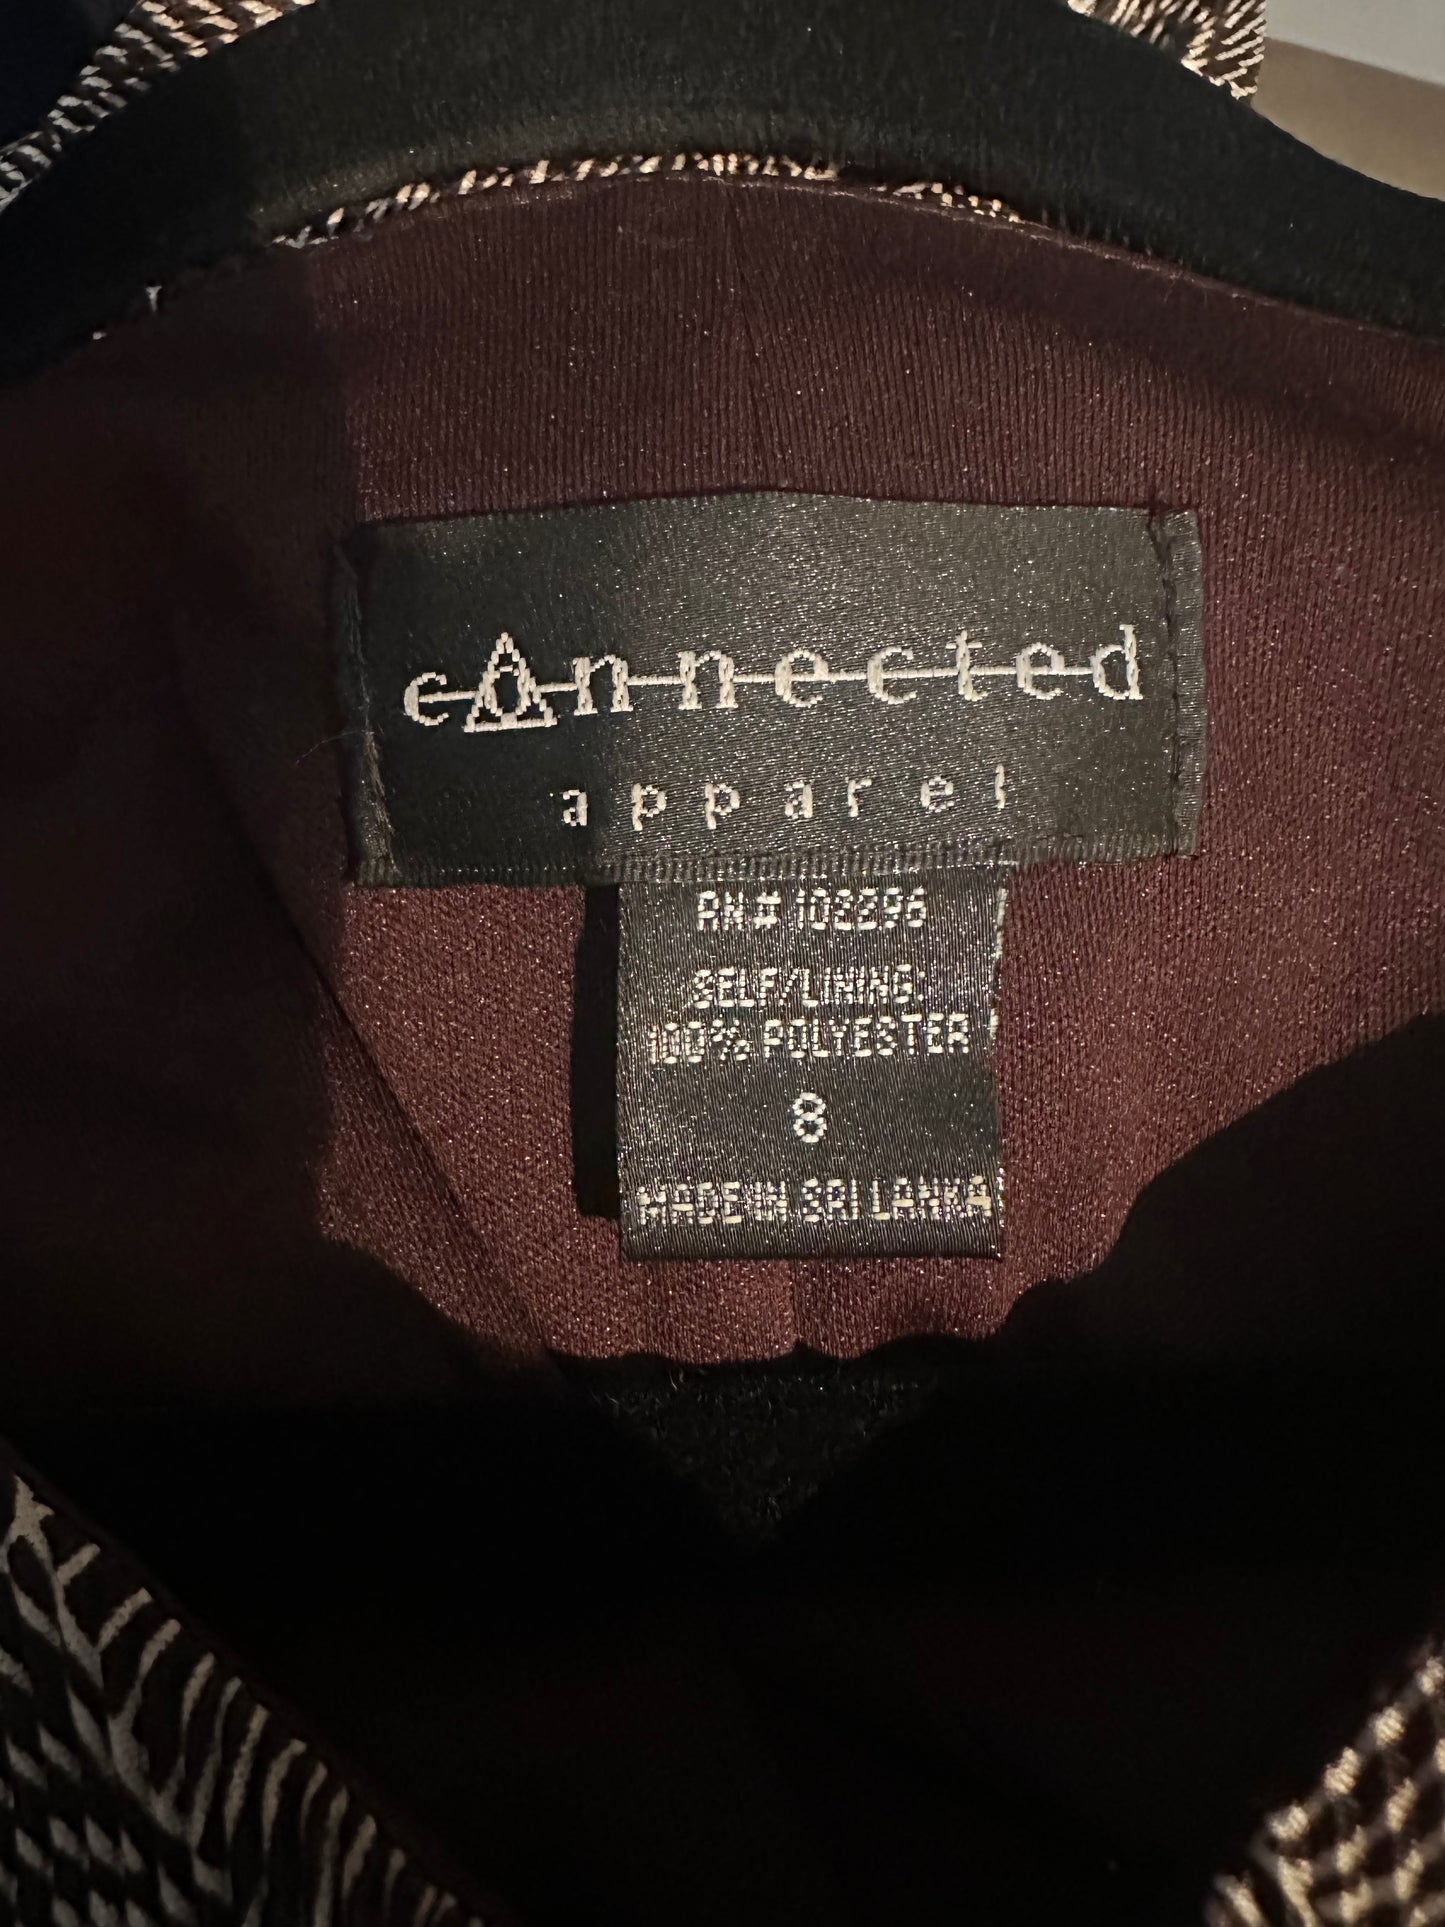 connected
apparel
RN# 102296
SELF/LINING:
100% POLYESTER
8
MADE IN SRI LANKA